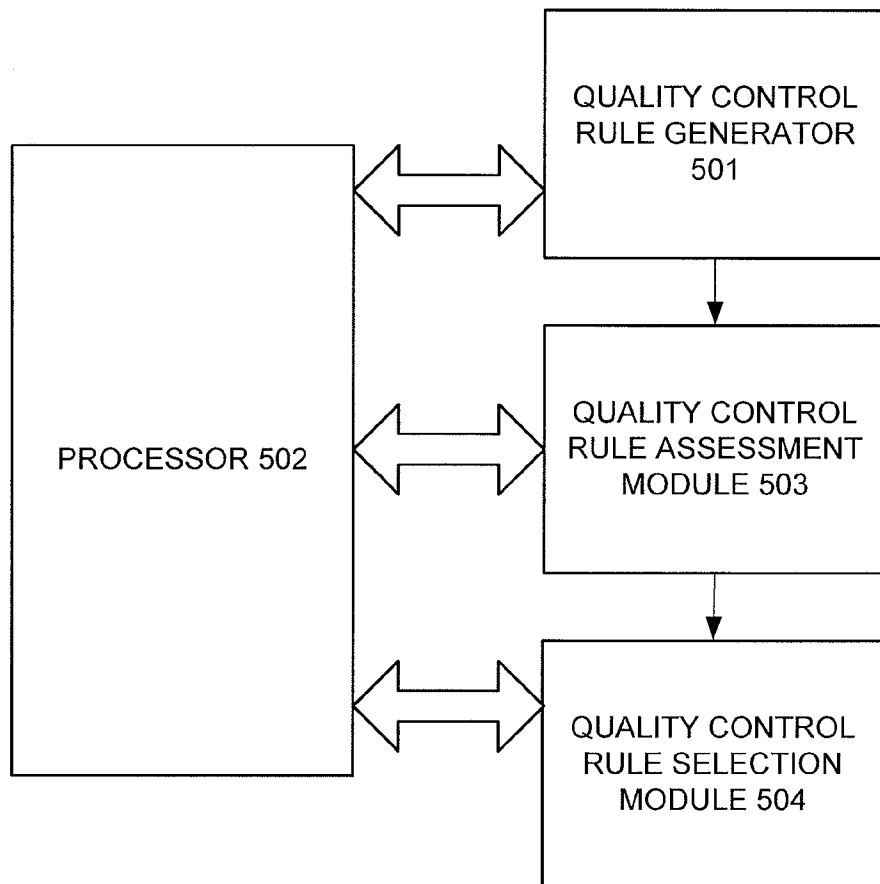 QUALITY CONTROL
RULE GENERATOR
501
PROCESSOR 502
QUALITY CONTROL
RULE ASSESSMENT
MODULE 503
QUALITY CONTROL
RULE SELECTION
MODULE 504